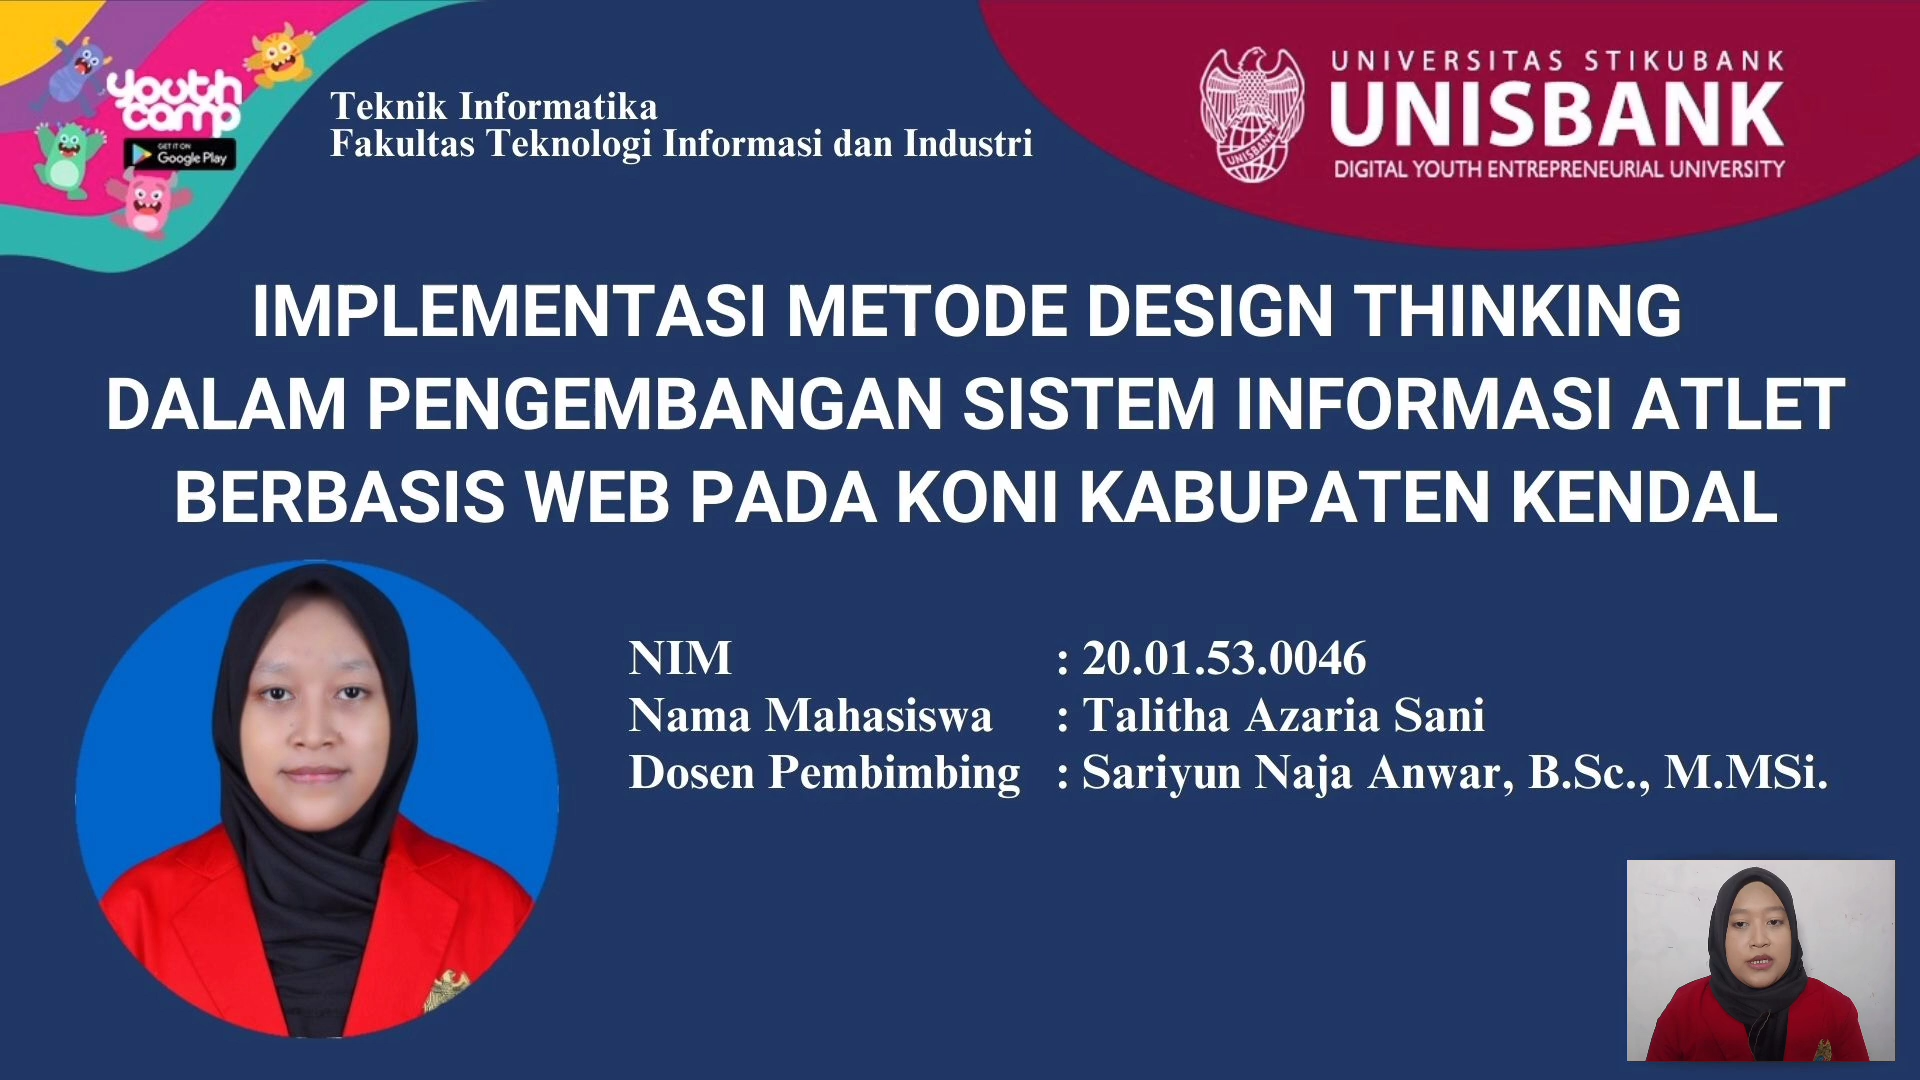 youth
camp
GET IT ON
Google Play
Teknik Informatika
Fakultas Teknologi Informasi dan Industri
UNIVERSITAS STIKUBANK
UNISBANK
DIGITAL YOUTH ENTREPRENEURIAL UNIVERSITY
UNISBANK
IMPLEMENTASI METODE DESIGN THINKING
DALAM PENGEMBANGAN SISTEM INFORMASI ATLET
BERBASIS WEB PADA KONI KABUPATEN KENDAL
NIM : 20.01.53.0046
Nama Mahasiswa : Talitha Azaria Sani
Dosen Pembimbing : Sariyun Naja Anwar, B.Sc., M.MSi.